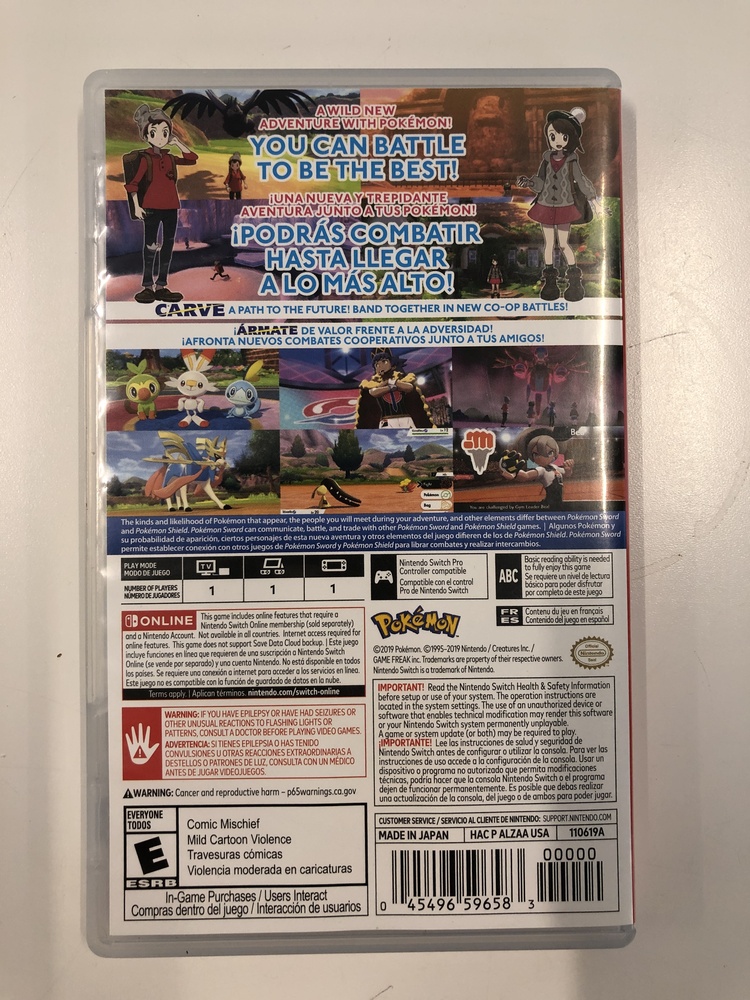 A WILD NEW
ADVENTURE WITH POKÉMON!
YOU CAN BATTLE
TO BE THE BEST!
¡UNA NUEVA Y TREPIDANTE
AVENTURA JUNTO A TUS POKÉMON!
¡PODRÁS COMBATIR
HASTA LLEGAR
A LO MÁS ALTO!
CARVE A PATH TO THE FUTURE! BAND TOGETHER IN NEW CO-OP BATTLES!
¡ÁRMATE DE VALOR FRENTE A LA ADVERSIDAD!
¡AFRONTA NUEVOS COMBATES COOPERATIVOS JUNTO A TUS AMIGOS!
Fight
Pokémon
Bag
Bea
You are challenged by Gym Leader Bea!
The kinds and likelihood of Pokémon that appear, the people you will meet during your adventure, and other elements differ between Pokémon Sword
and Pokémon Shield. Pokémon Sword can communicate, battle, and trade with other Pokémon Sword and Pokémon Shield games. | Algunos Pokémon y
su probabilidad de aparición, ciertos personajes de esta nueva aventura y otros elementos del juego difieren de los de Pokémon Shield. Pokémon Sword
permite establecer conexión con otros juegos de Pokémon Sword y Pokémon Shield para librar combates y realizar intercambios.
PLAY MODE
MODO DE JUEGO
TV
NUMBER OF PLAYERS
NÚMERO DE JUGADORES
1
1
1
Nintendo Switch Pro
Controller compatible
Compatible con el control
Pro de Nintendo Switch
ABC
Basic reading ability is needed
to fully enjoy this game
Se requiere un nivel de lectura
básico para poder disfrutar
por completo de este juego
ONLINE
This game includes online features that require a
Nintendo Switch Online membership (sold separately)
and a Nintendo Account. Not available in all countries. Internet access required for
online features. This game does not support Save Data Cloud backup. | Este juego
incluye funciones en línea que requieren de una suscripción a Nintendo Switch
Online (se vende por separado) y una cuenta Nintendo. No está disponible en todos
los países. Se requiere una conexión a internet para acceder a los servicios en línea.
Este juego no es compatible con la función de guardado de datos en la nube.
Terms apply. | Aplican términos. nintendo.com/switch-online
POKÉMON
FR
ES
Contenu du jeu en français
Contenido del juego en español
©2019 Pokémon. ©1995-2019 Nintendo / Creatures Inc. /
GAME FREAK inc. Trademarks are property of their respective owners.
Nintendo Switch is a trademark of Nintendo.
Official
Nintendo
Seal
WARNING: IF YOU HAVE EPILEPSY OR HAVE HAD SEIZURES OR
OTHER UNUSUAL REACTIONS TO FLASHING LIGHTS OR
PATTERNS, CONSULT A DOCTOR BEFORE PLAYING VIDEO GAMES.
ADVERTENCIA: SI TIENES EPILEPSIA O HAS TENIDO
CONVULSIONES U OTRAS REACCIONES EXTRAORDINARIAS A
DESTELLOS O PATRONES DE LUZ, CONSULTA CON UN MÉDICO
ANTES DE JUGAR VIDEOJUEGOS.
WARNING: Cancer and reproductive harm – p65warnings.ca.gov
IMPORTANT! Read the Nintendo Switch Health & Safety Information
before setup or use of your system. The operation instructions are
located in the system settings. The use of an unauthorized device or
software that enables technical modification may render this software
or your Nintendo Switch system permanently unplayable.
A game or system update (or both) may be required to play.
¡IMPORTANTE! Lee las instrucciones de salud y seguridad de
Nintendo Switch antes de configurar o utilizar la consola. Para ver las
instrucciones de uso accede a la configuración de la consola. Usar un
dispositivo o programa no autorizado que permita modificaciones
técnicas, podría hacer que la consola Nintendo Switch o el programa
dejen de funcionar permanentemente. Es posible que debas realizar
una actualización de la consola, del juego o de ambos para poder jugar.
EVERYONE
TODOS
E
ESRB
Comic Mischief
Mild Cartoon Violence
Travesuras cómicas
Violencia moderada en caricaturas
In-Game Purchases / Users Interact
Compras dentro del juego / Interacción de usuarios
CUSTOMER SERVICE / SERVICIO AL CLIENTE DE NINTENDO: SUPPORT.NINTENDO.COM
MADE IN JAPAN
HAC P ALZAA USA
110619A
00000
0 45496 59658 3